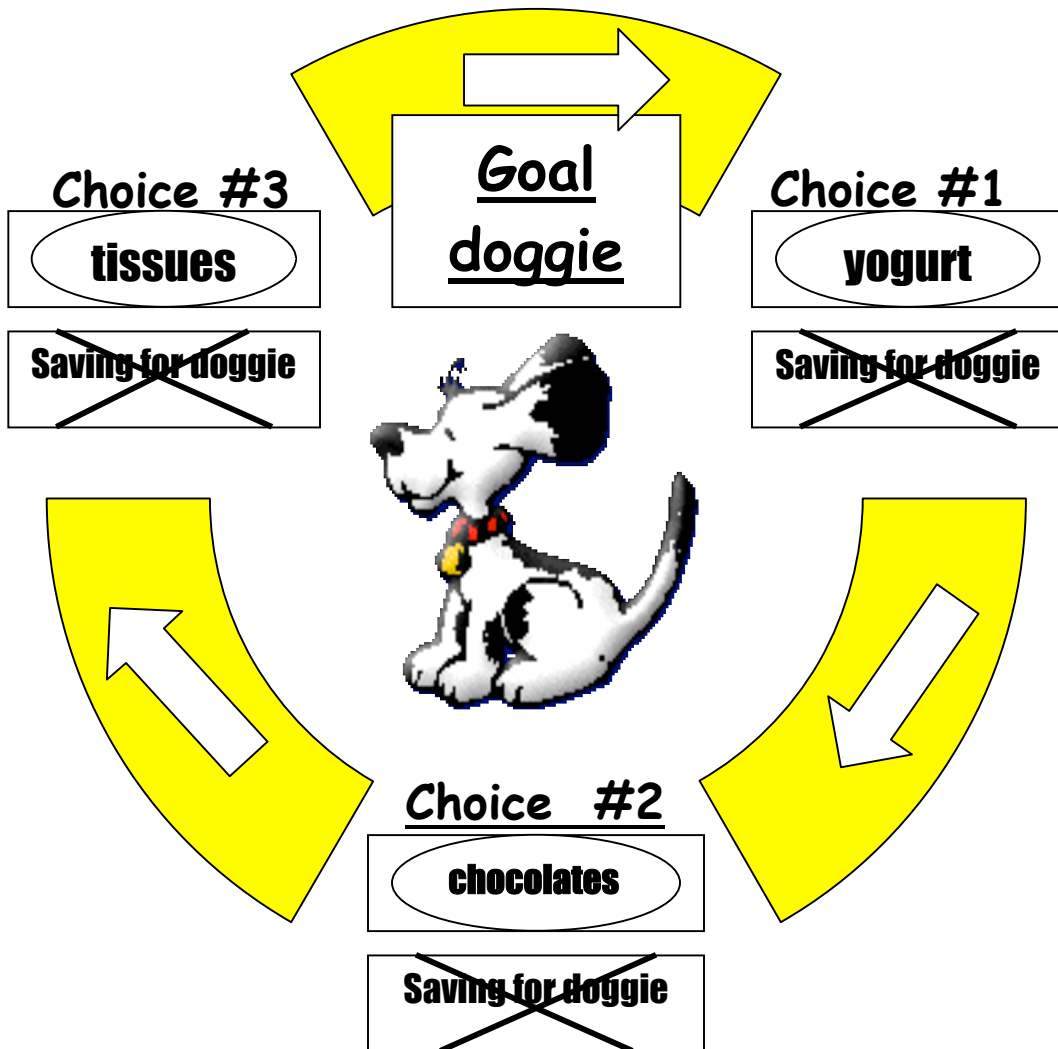 Goal
doggie
Choice #1
yogurt
Saving for doggie
Choice #2
chocolates
Saving for doggie
Choice #3
tissues
Saving for doggie